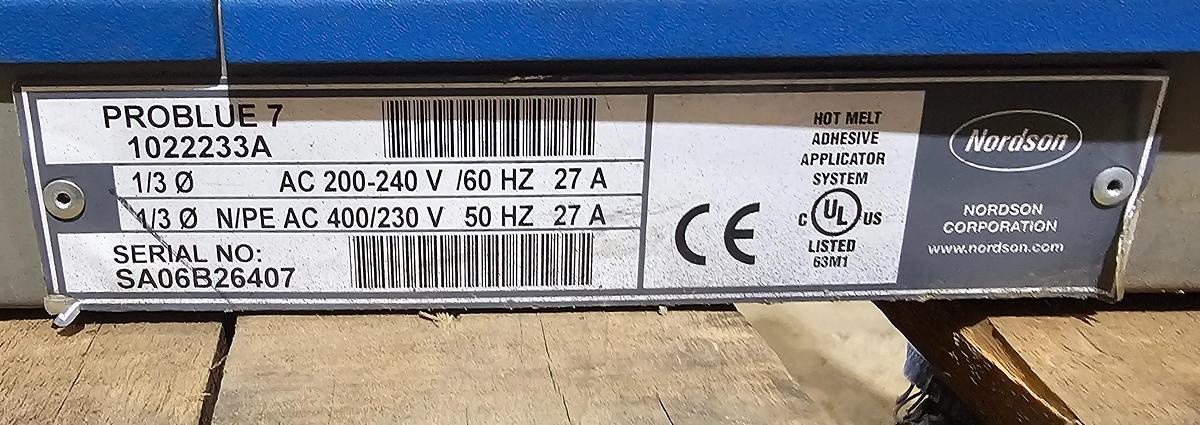 PROBLUE 7
1022233A
1/3 Ø AC 200-240 V /60 HZ 27 A
1/3 Ø N/PE AC 400/230 V 50 HZ 27 A
SERIAL NO:
SA06B26407
CE
HOT MELT
ADHESIVE
APPLICATOR
SYSTEM
C UL US
LISTED
63M1
Nordson
NORDSON
CORPORATION
www.nordson.com